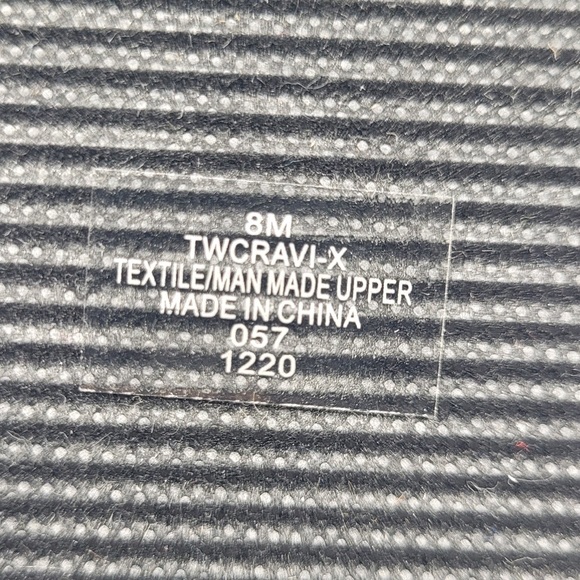 8M
TWCRAVI-X
TEXTILE/MAN MADE UPPER
MADE IN CHINA
057
1220